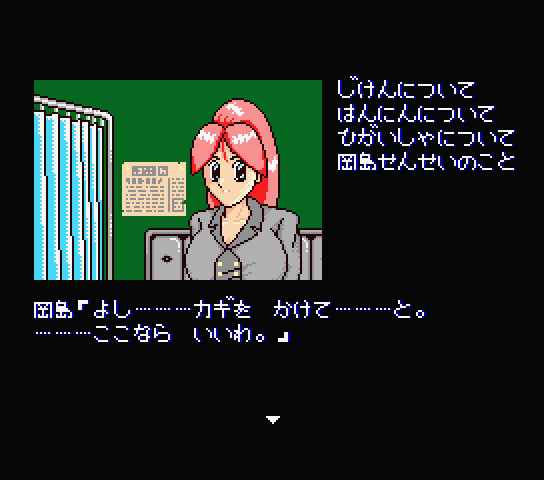 じけんについて
はんにんについて
ひがいしゃについて
岡島せんせいのこと
岡島『よし………カギを　かけて………と。
………ここなら　いいわ。』